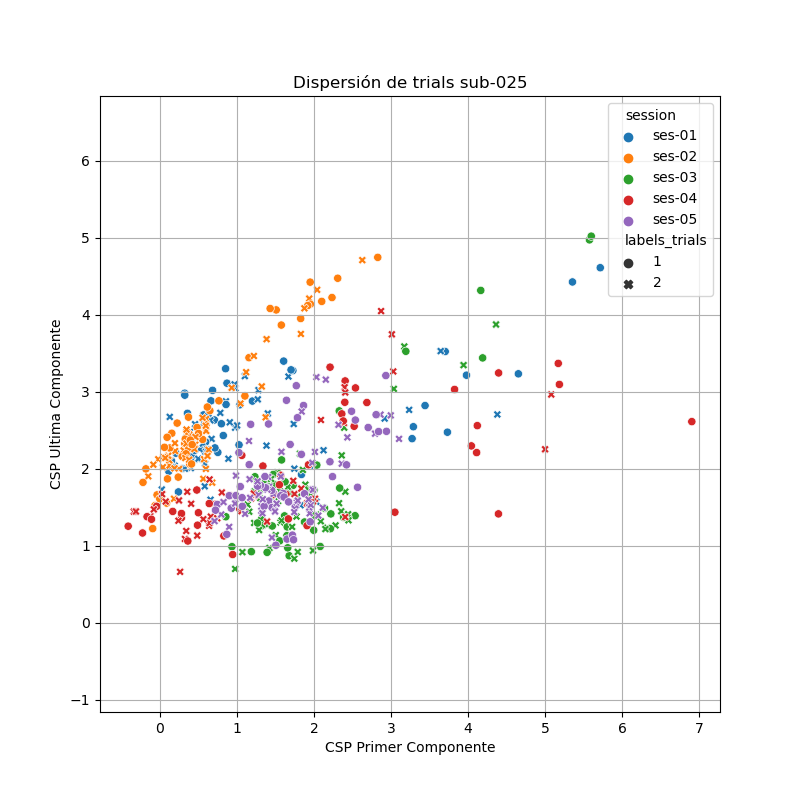 Dispersión de trials sub-025
session
ses-01
ses-02
ses-03
ses-04
ses-05
labels_trials
1
2
6
5
4
3
2
1
0
−1
CSP Ultima Componente
0 1 2 3 4 5 6 7
CSP Primer Componente